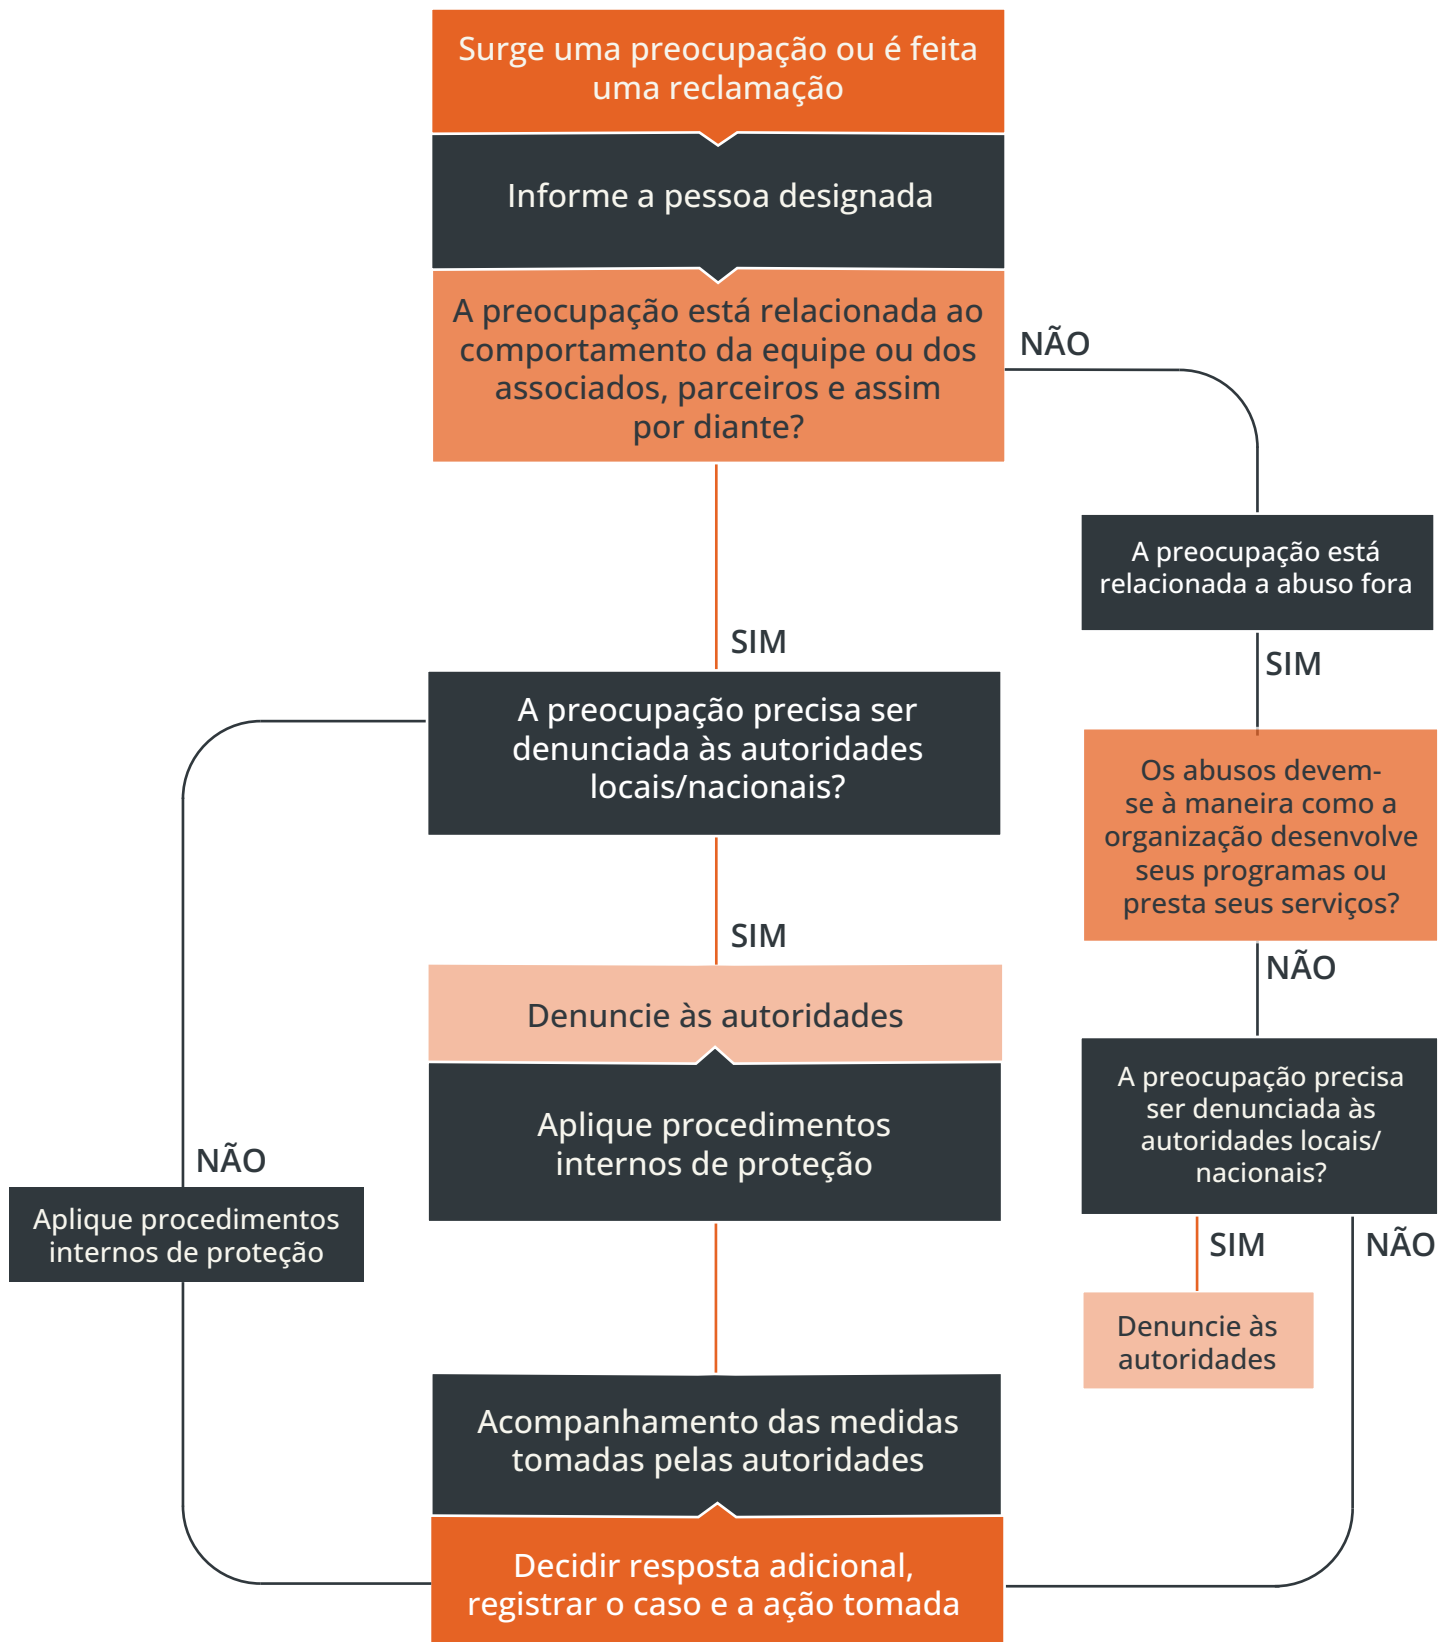 Surge uma preocupação ou é feita
uma reclamação
Informe a pessoa designada
A preocupação está relacionada ao
comportamento da equipe ou dos
associados, parceiros e assim
por diante?
NÃO
A preocupação está
relacionada a abuso fora
SIM
SIM
Os abusos devem-
se à maneira como a
organização desenvolve
seus programas ou
presta seus serviços?
A preocupação precisa ser
denunciada às autoridades
locais/nacionais?
SIM
NÃO
Denuncie às autoridades
Aplique procedimentos
internos de proteção
A preocupação precisa
ser denunciada às
autoridades locais/
nacionais?
NÃO
Aplique procedimentos
internos de proteção
SIM
NÃO
Denuncie às
autoridades
Acompanhamento das medidas
tomadas pelas autoridades
Decidir resposta adicional,
registrar o caso e a ação tomada